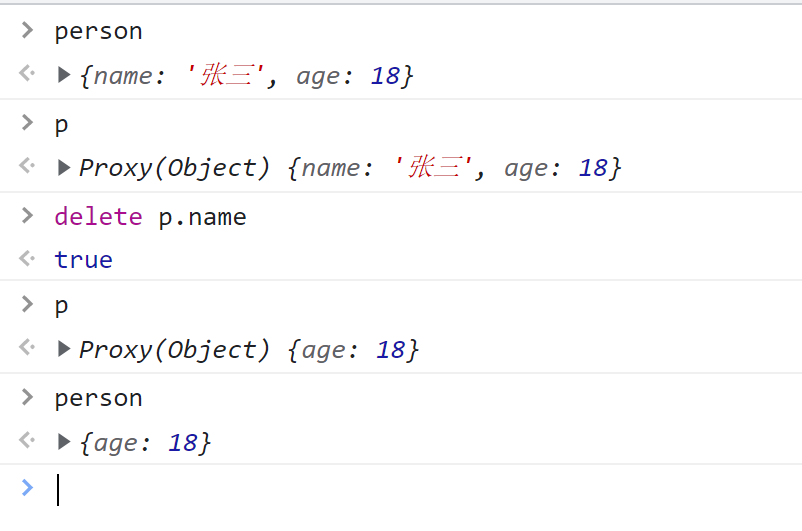 person
{name: '张三', age: 18}
p
Proxy(Object) {name: '张三', age: 18}
delete p.name
true
p
Proxy(Object) {age: 18}
person
{age: 18}